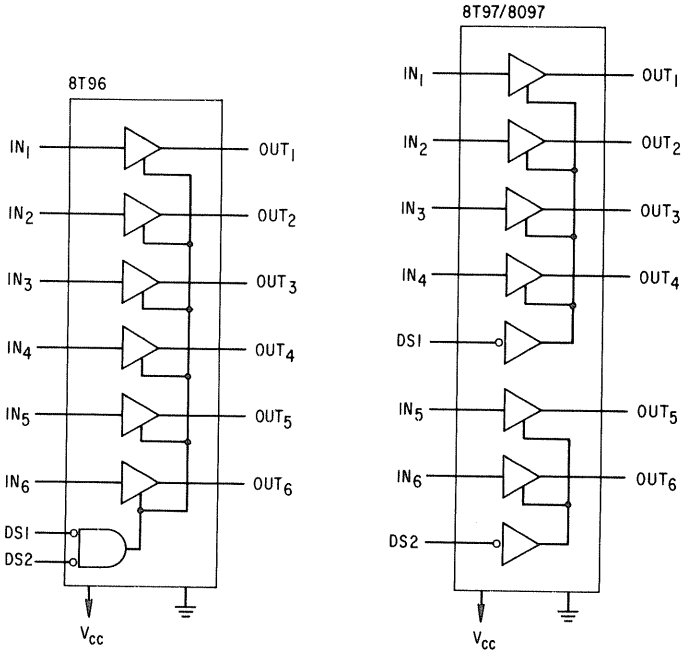 8T96
IN1 OUT1
IN2 OUT2
IN3 OUT3
IN4 OUT4
IN5 OUT5
IN6 OUT6
DS1
DS2
VCC
8T97/8097
IN1 OUT1
IN2 OUT2
IN3 OUT3
IN4 OUT4
DS1
IN5 OUT5
IN6 OUT6
DS2
VCC